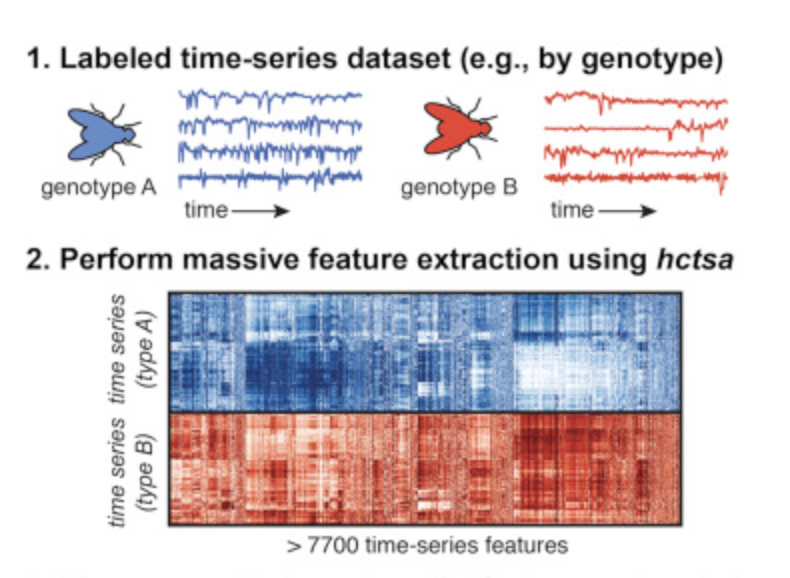 1. Labeled time-series dataset (e.g., by genotype)
genotype A
time
genotype B
time
2. Perform massive feature extraction using hctsa
time series
(type A)
time series
(type B)
> 7700 time-series features